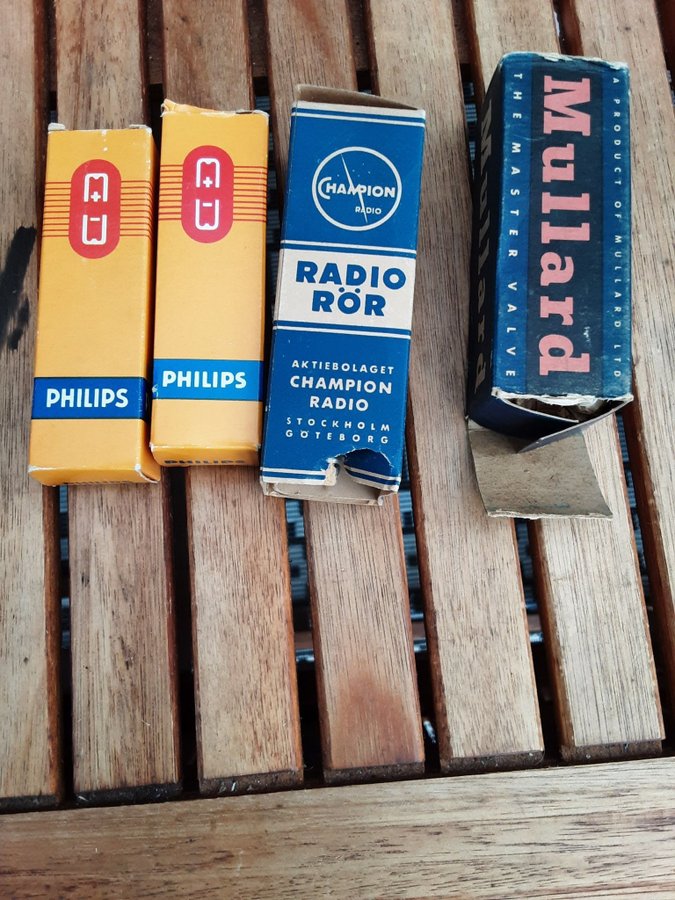 PHILIPS
PHILIPS
CHAMPION
RADIO
RADIO
RÖR
AKTIEBOLAGET
CHAMPION
RADIO
STOCKHOLM
GÖTEBORG
Mullard
THE MASTER VALVE
Mullard
A PRODUCT OF MULLARD LTD